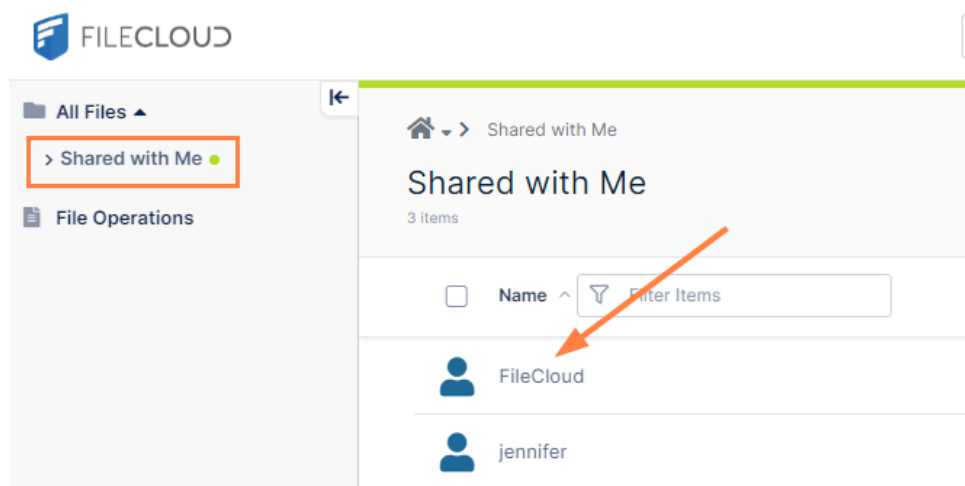 FILECLOUD
All Files
Shared with Me
File Operations
Shared with Me
Shared with Me
3 items
Name
Filter Items
FileCloud
jennifer